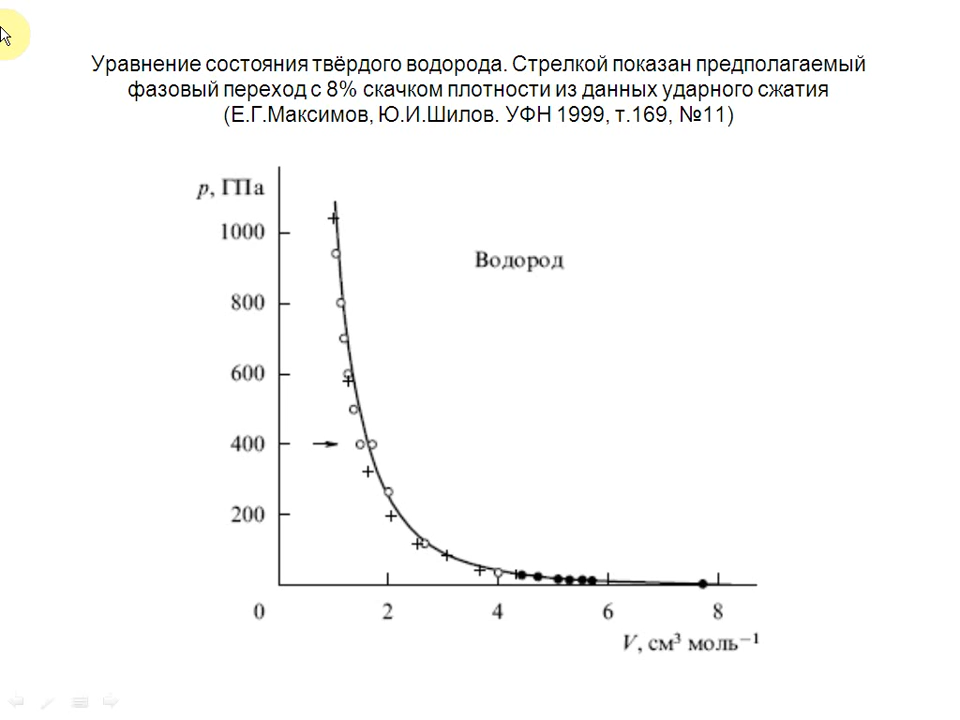 Уравнение состояния твёрдого водорода. Стрелкой показан предполагаемый
фазовый переход с 8% скачком плотности из данных ударного сжатия
(Е.Г.Максимов, Ю.И.Шилов. УФН 1999, т.169, №11)
p, ГПа
1000
Водород
800
600
400
200
0 2 4 6 8
V, см³ моль⁻¹